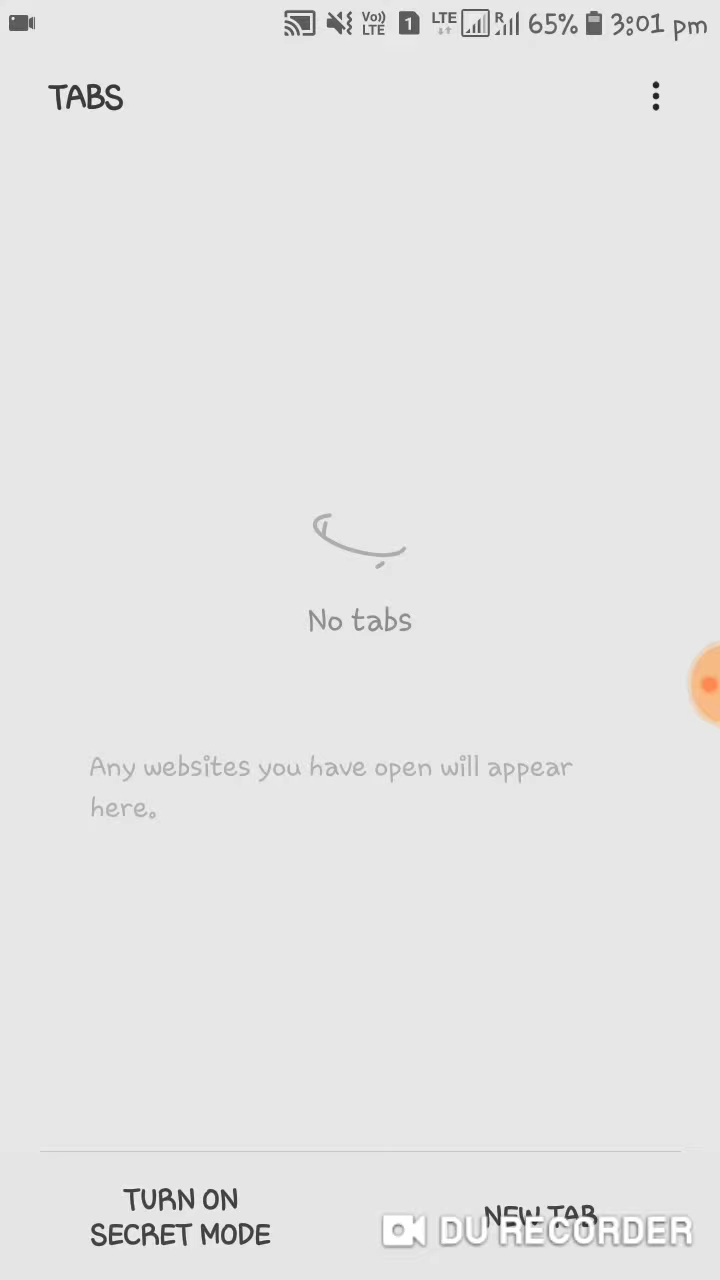 Vo)) LTE 1 LTE R 65% 3:01 pm
TABS
No tabs
Any websites you have open will appear
here.
TURN ON
SECRET MODE
NEW TAB
DU RECORDER